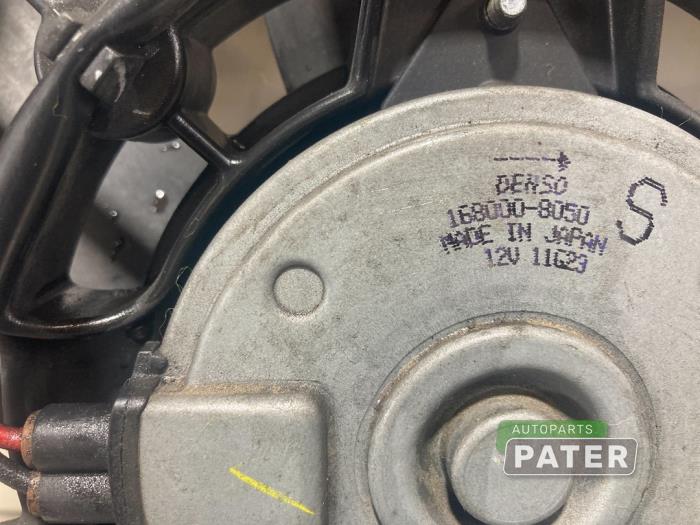 DENSO
168000-8050
S
MADE IN JAPAN
12V 11G29
AUTOPARTS
PATER